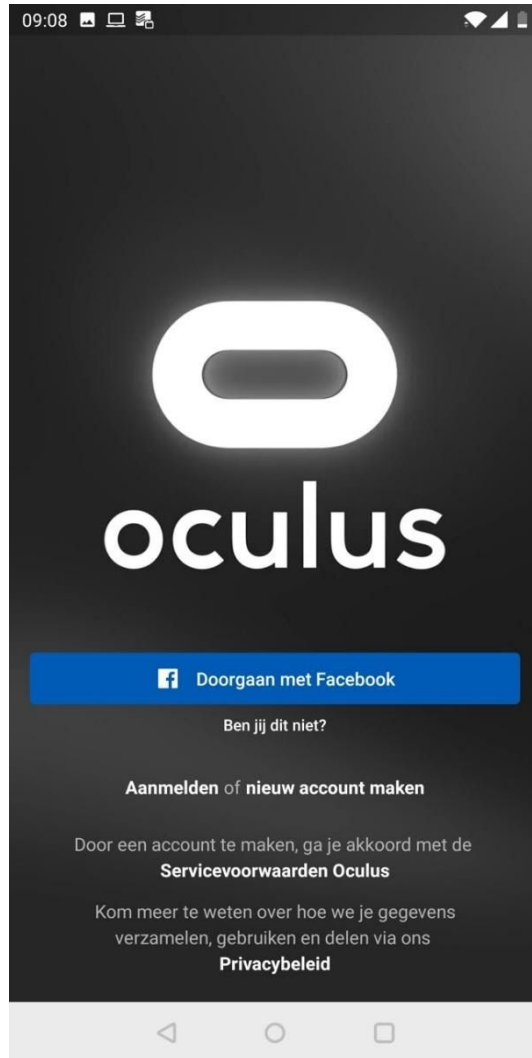 09:08
oculus
Doorgaan met Facebook
Ben jij dit niet?
Aanmelden of nieuw account maken
Door een account te maken, ga je akkoord met de
Servicevoorwaarden Oculus
Kom meer te weten over hoe we je gegevens
verzamelen, gebruiken en delen via ons
Privacybeleid